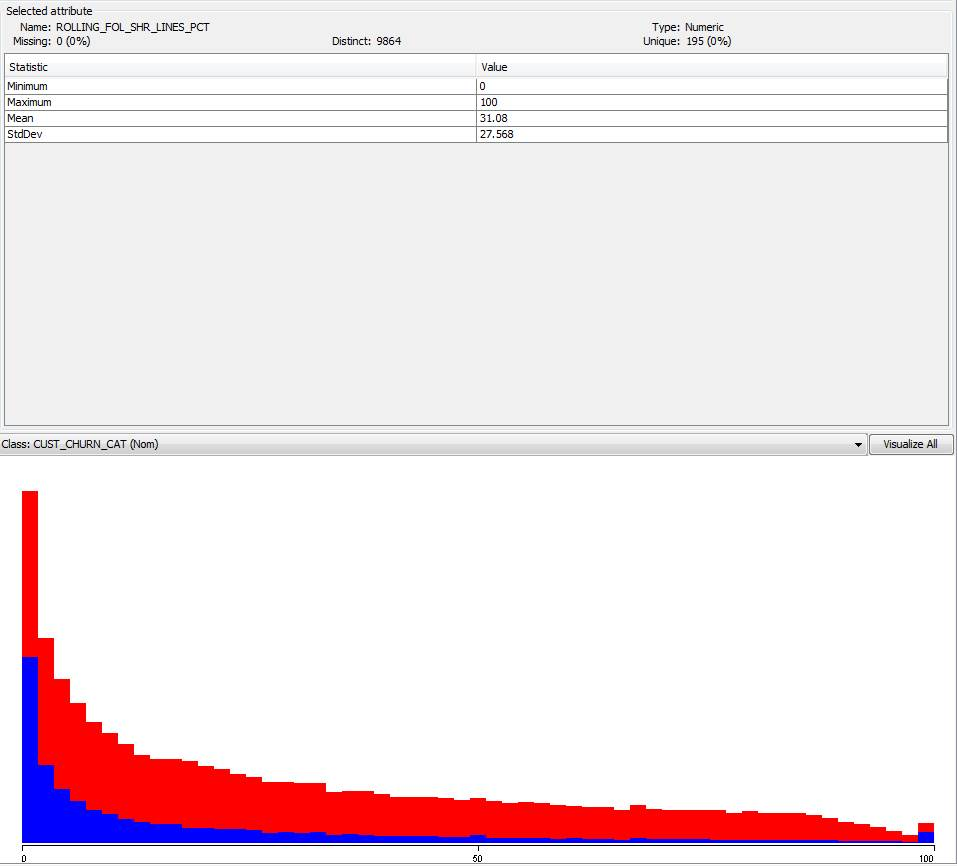 Selected attribute
Name: ROLLING_FOL_SHR_LINES_PCT Type: Numeric
Missing: 0 (0%) Distinct: 9864 Unique: 195 (0%)
Statistic Value
Minimum 0
Maximum 100
Mean 31.08
StdDev 27.568
Class: CUST_CHURN_CAT (Nom) Visualize All
0 50 100